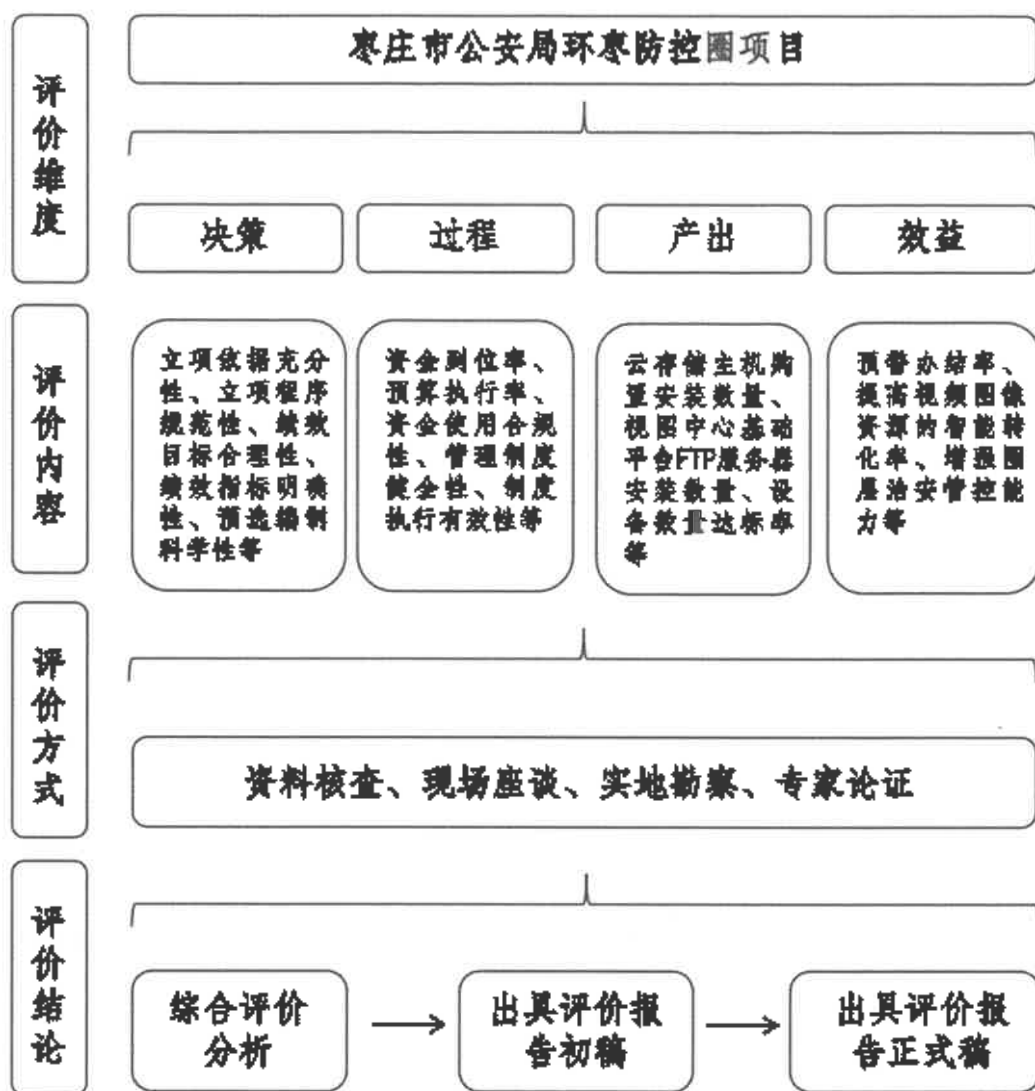 评价维度
枣庄市公安局环枣防控圈项目
决策
过程
产出
效益
评价内容
立项依据充分
性、立项程序
规范性、绩效
目标合理性、
绩效指标明确
性、预选编制
科学性等
资金到位率、
预算执行率、
资金使用合规
性、管理制度
健全性、制度
执行有效性等
云存储主机购
置安装数量、
视图中心基础
平台FTP服务器
安装数量、设
备数量达标率
等
预警办结率、
提高视频图像
资源的智能转
化率、增强圈
层治安管控能
力等
评价方式
资料核查、现场座谈、实地勘察、专家论证
评价结论
综合评价
分析
出具评价报
告初稿
出具评价报
告正式稿